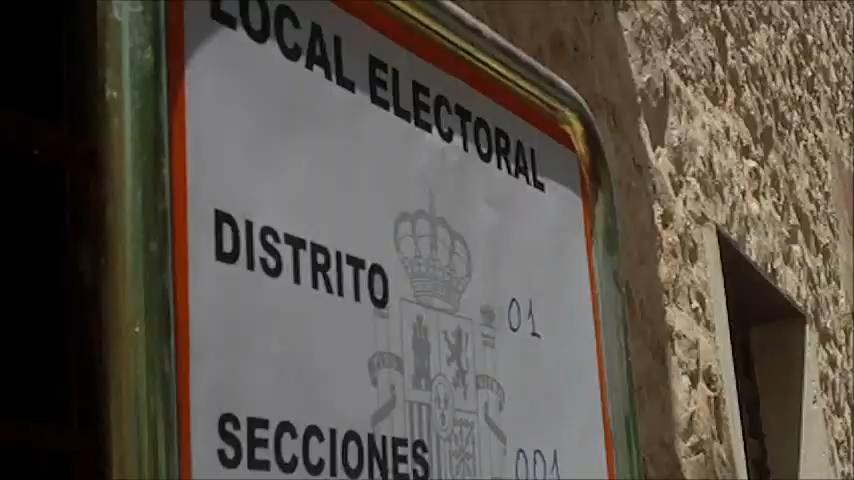 LOCAL ELECTORAL
DISTRITO 01
SECCIONES 001